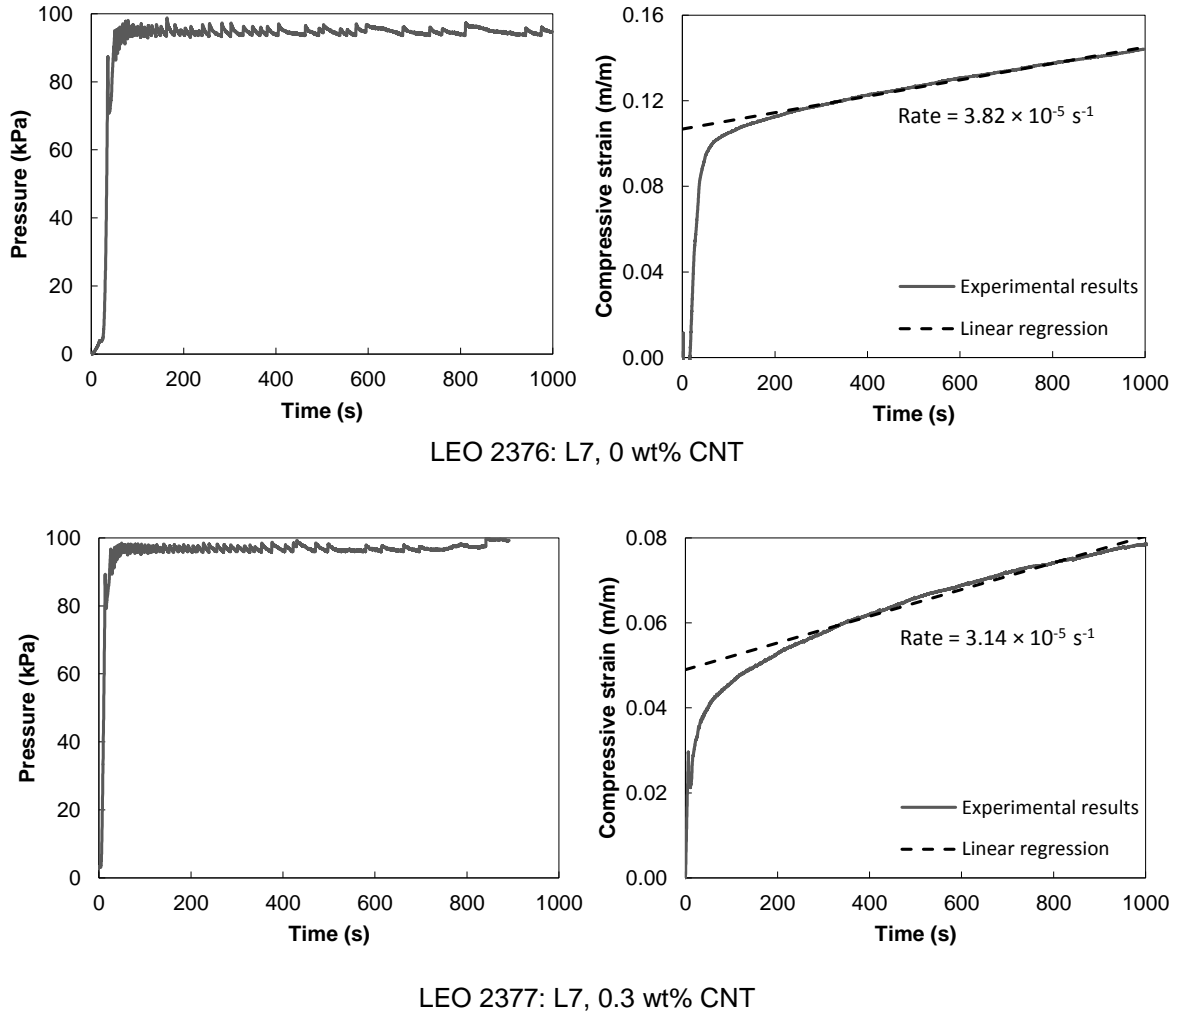 100
80
60
40
20
0
Pressure (kPa)
0 200 400 600 800 1000
Time (s)
0.16
0.12
0.08
0.04
0.00
Compressive strain (m/m)
Rate = 3.82 × 10⁻⁵ s⁻¹
Experimental results
Linear regression
0 200 400 600 800 1000
Time (s)
LEO 2376: L7, 0 wt% CNT
100
80
60
40
20
0
Pressure (kPa)
0 200 400 600 800 1000
Time (s)
0.08
0.06
0.04
0.02
0.00
Compressive strain (m/m)
Rate = 3.14 × 10⁻⁵ s⁻¹
Experimental results
Linear regression
0 200 400 600 800 1000
Time (s)
LEO 2377: L7, 0.3 wt% CNT